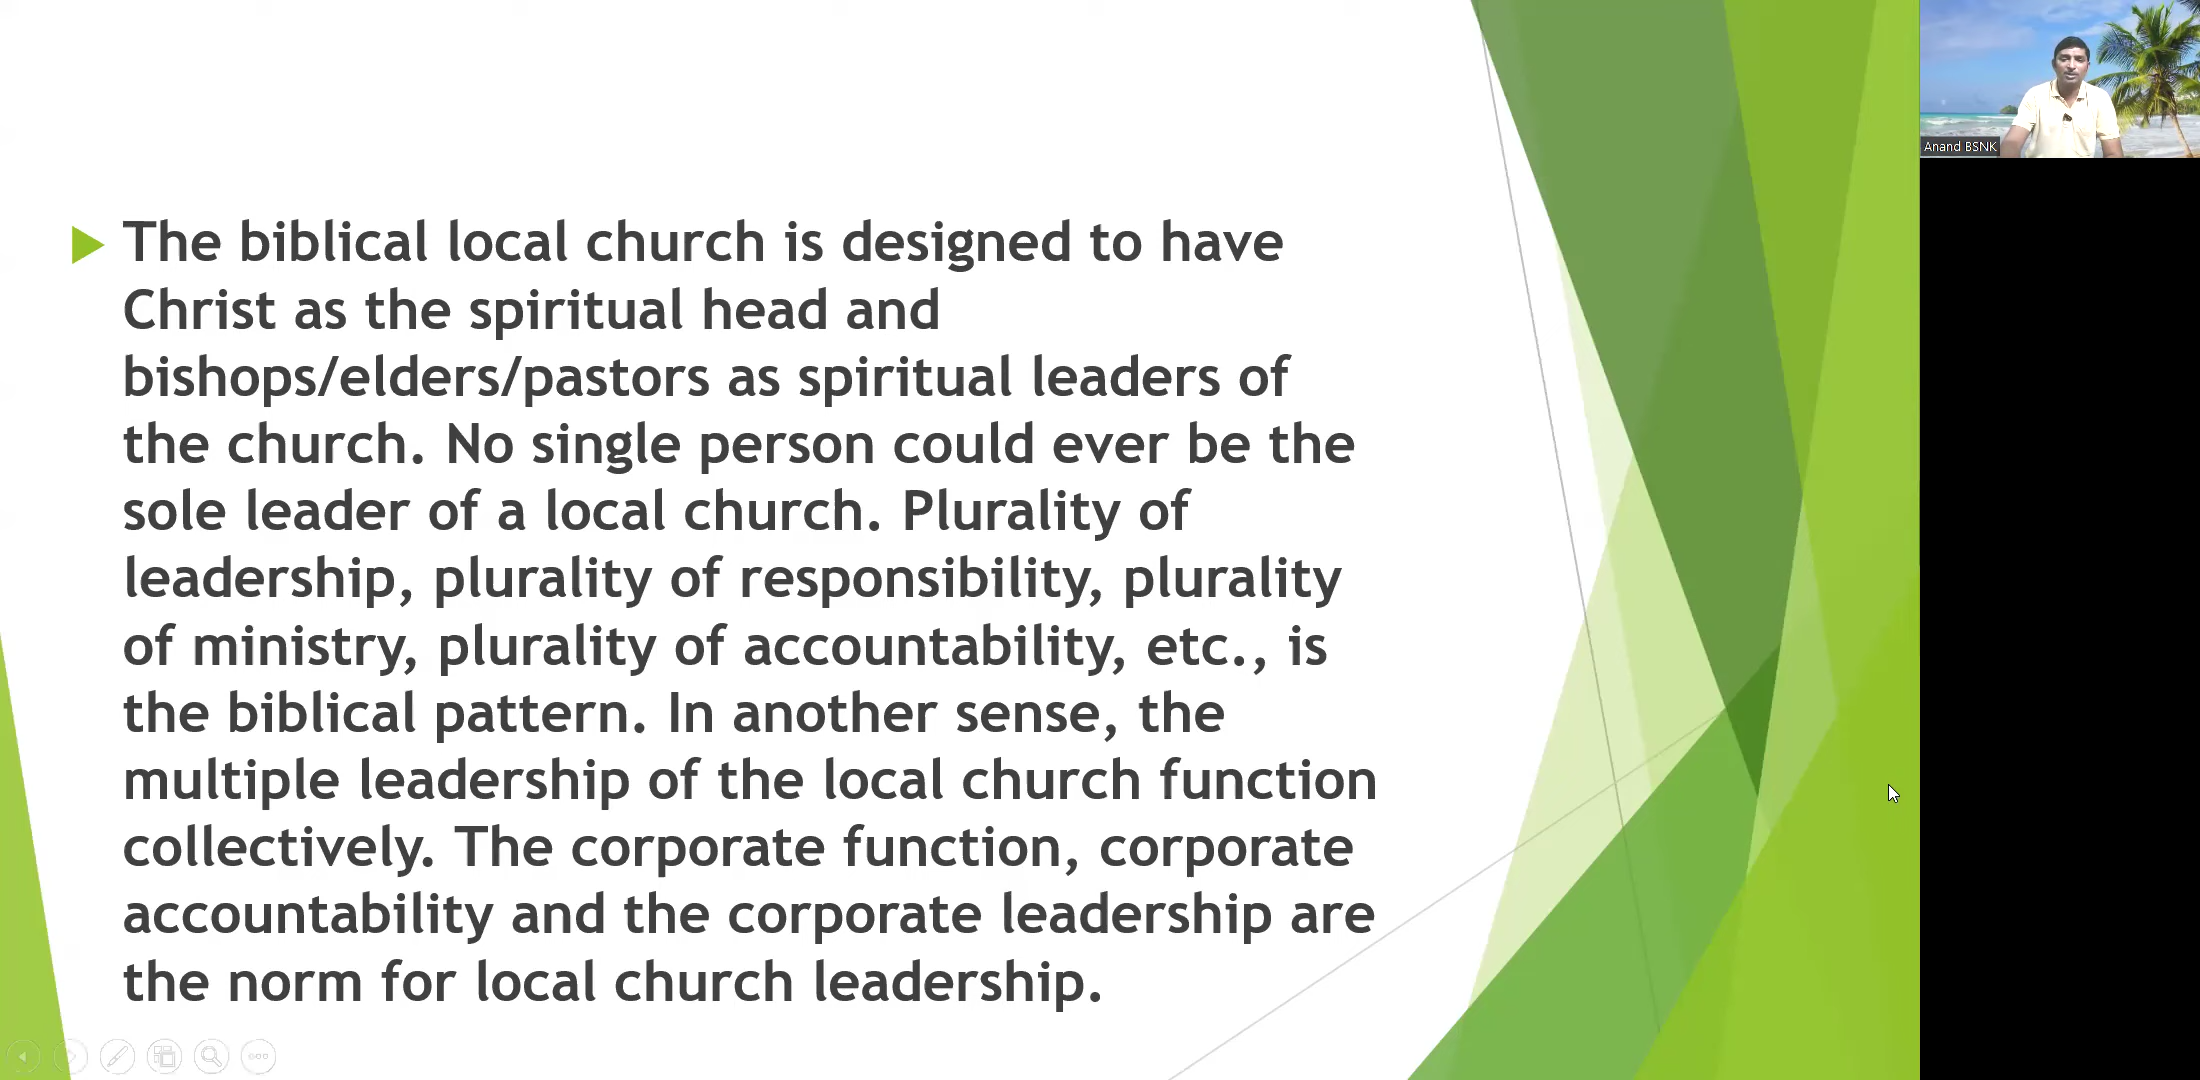 The biblical local church is designed to have
Christ as the spiritual head and
bishops/elders/pastors as spiritual leaders of
the church. No single person could ever be the
sole leader of a local church. Plurality of
leadership, plurality of responsibility, plurality
of ministry, plurality of accountability, etc., is
the biblical pattern. In another sense, the
multiple leadership of the local church function
collectively. The corporate function, corporate
accountability and the corporate leadership are
the norm for local church leadership.
Anand BSNK